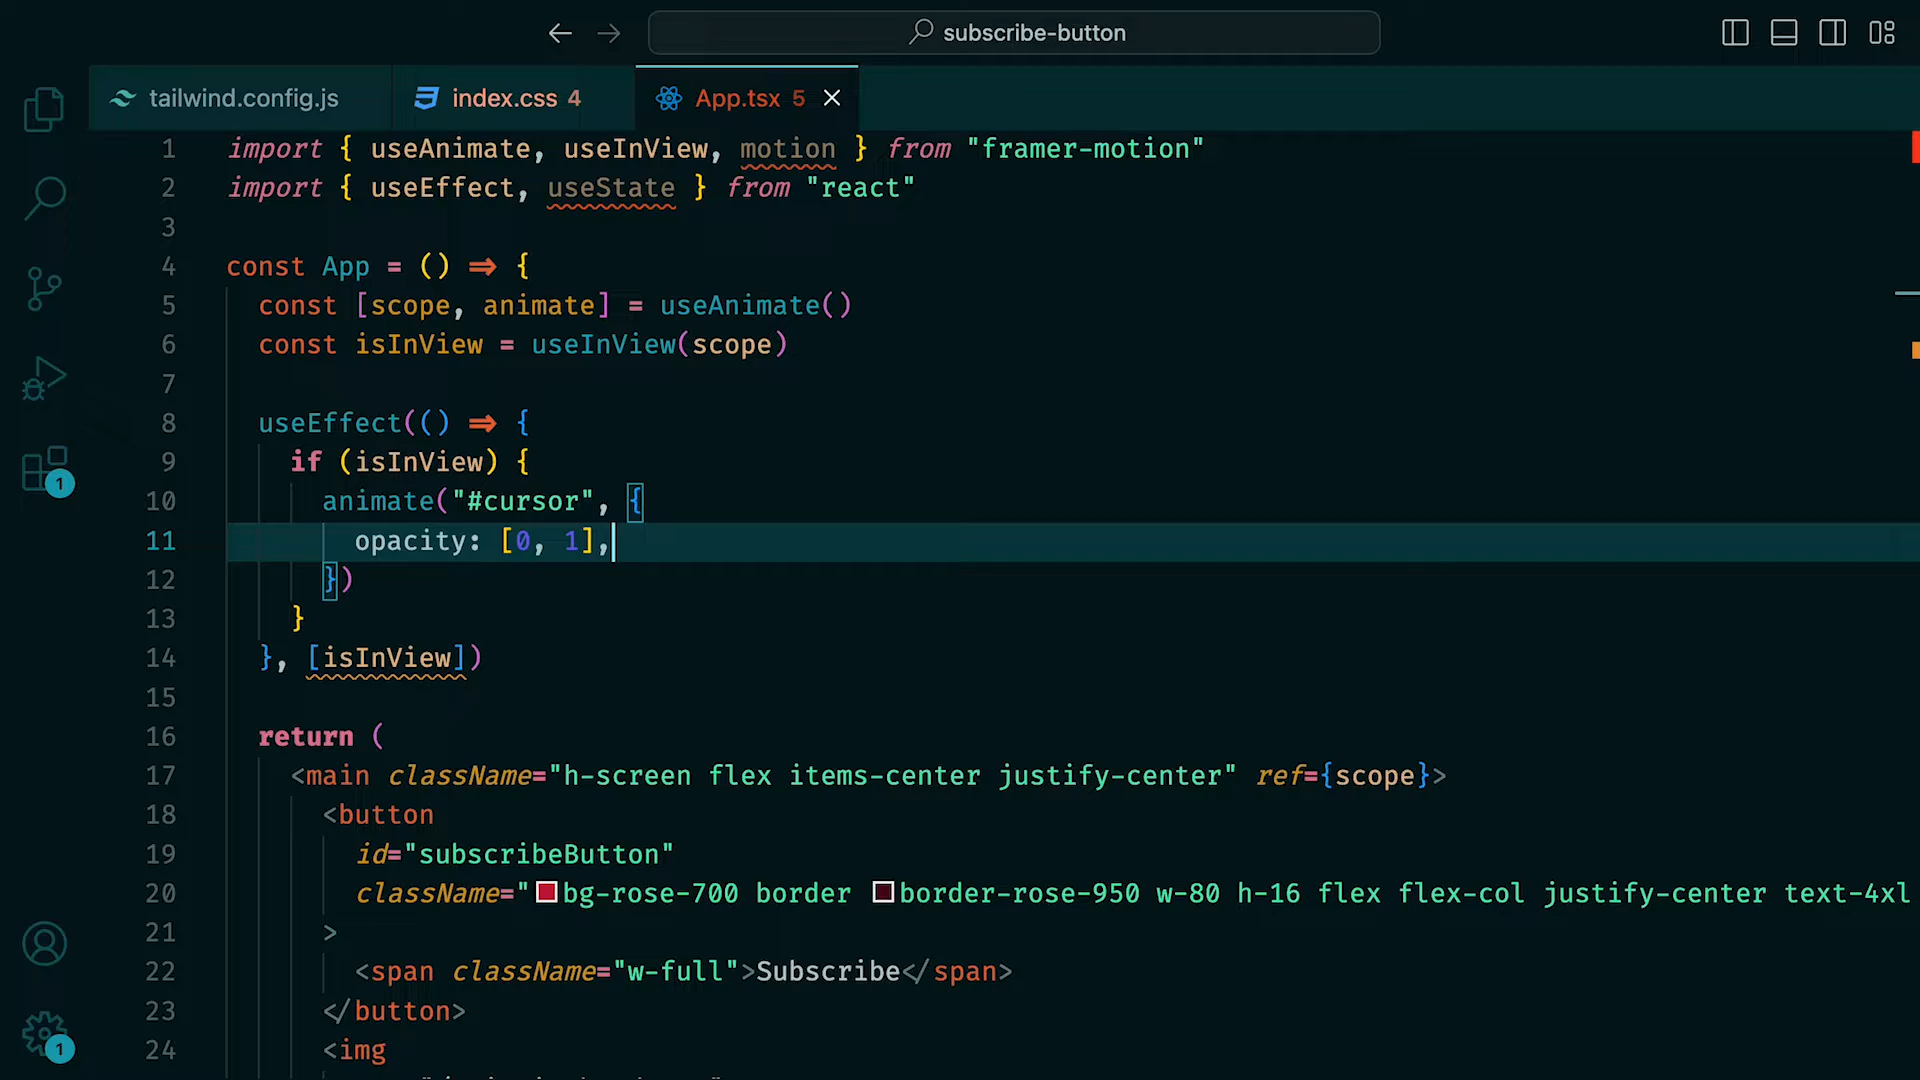 subscribe-button
tailwind.config.js
index.css 4
App.tsx 5
1 import { useAnimate, useInView, motion } from "framer-motion"
2 import { useEffect, useState } from "react"
3
4 const App = () => {
5 const [scope, animate] = useAnimate()
6 const isInView = useInView(scope)
7
8 useEffect(() => {
9 if (isInView) {
10 animate("#cursor", {
11 opacity: [0, 1],
12 })
13 }
14 }, [isInView])
15
16 return (
17 <main className="h-screen flex items-center justify-center" ref={scope}>
18 <button
19 id="subscribeButton"
20 className="bg-rose-700 border border-rose-950 w-80 h-16 flex flex-col justify-center text-4xl
21 >
22 <span className="w-full">Subscribe</span>
23 </button>
24 <img
1
1